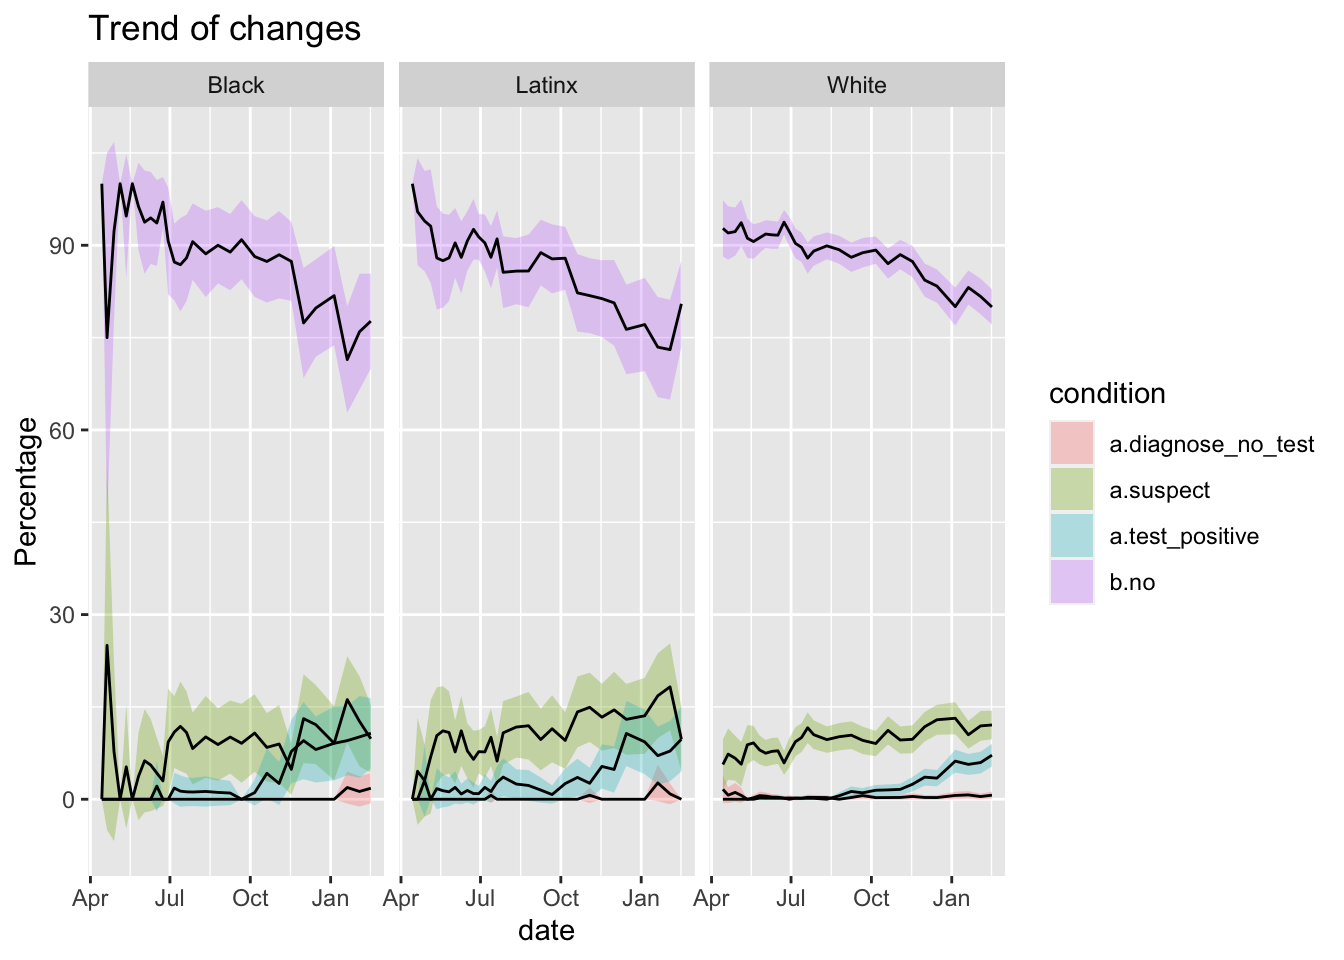 Trend of changes
Black Latinx White
Percentage
90
60
30
0
Apr Jul Oct Jan Apr Jul Oct Jan Apr Jul Oct Jan
date
condition
a.diagnose_no_test
a.suspect
a.test_positive
b.no